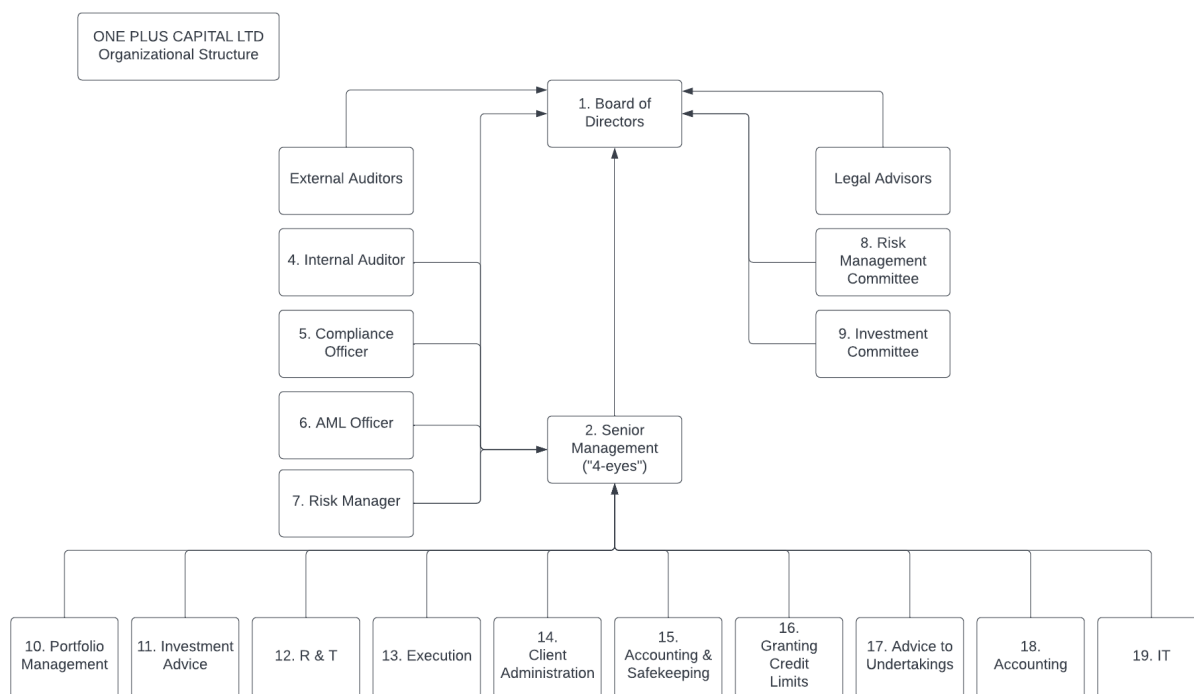 ONE PLUS CAPITAL LTD
Organizational Structure
1. Board of
Directors
External Auditors
Legal Advisors
4. Internal Auditor
8. Risk
Management
Committee
5. Compliance
Officer
9. Investment
Committee
6. AML Officer
2. Senior
Management
("4-eyes")
7. Risk Manager
10. Portfolio
Management
11. Investment
Advice
12. R & T
13. Execution
14.
Client
Administration
15.
Accounting &
Safekeeping
16.
Granting
Credit
Limits
17. Advice to
Undertakings
18.
Accounting
19. IT